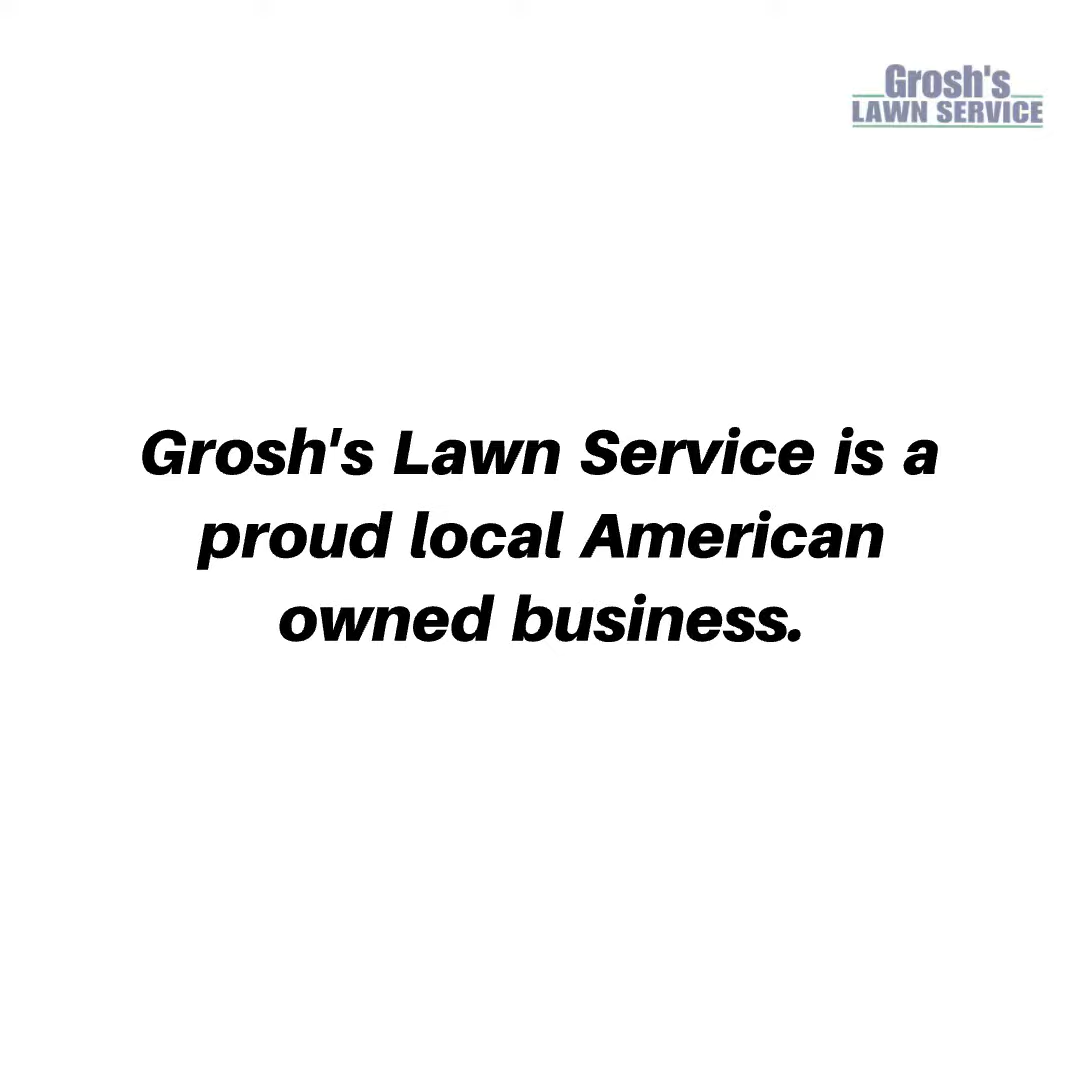 Grosh's
LAWN SERVICE
Grosh's Lawn Service is a
proud local American
owned business.